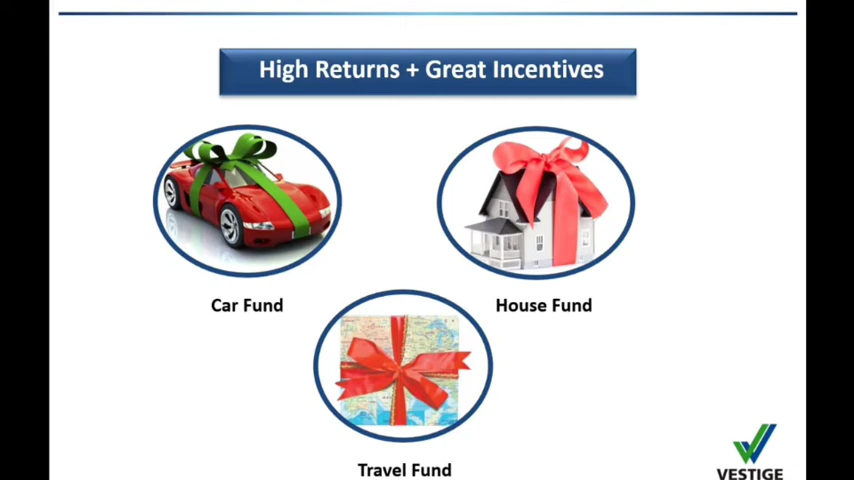 High Returns + Great Incentives
Car Fund
House Fund
Travel Fund
VESTIGE